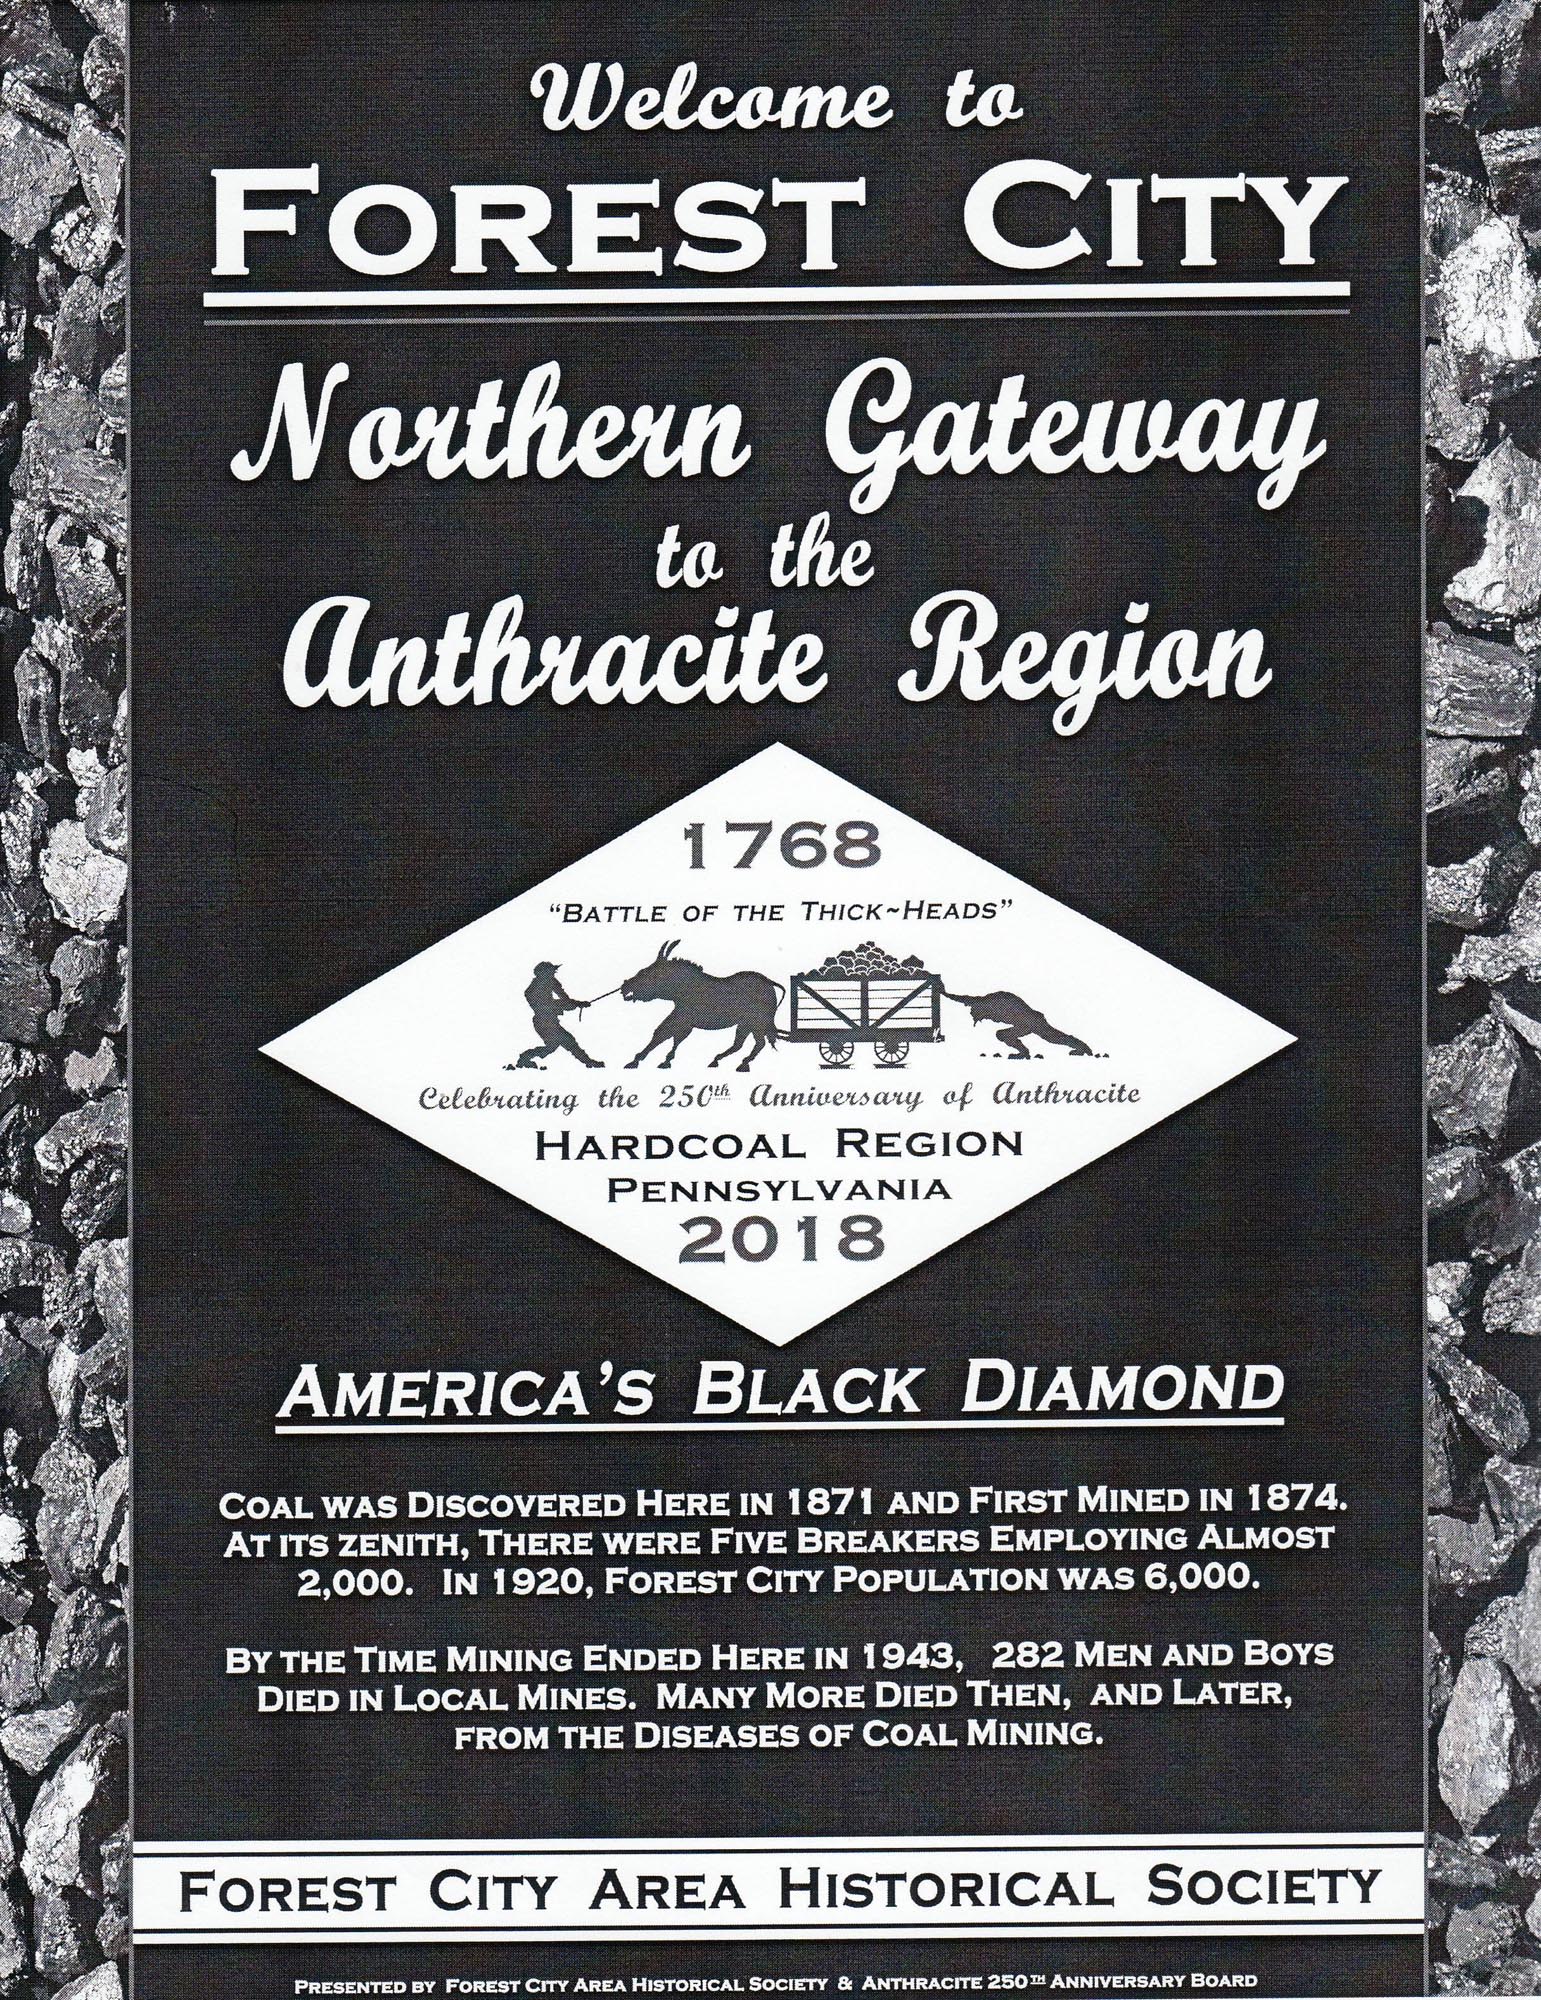 Welcome to
FOREST CITY
Northern Gateway
to the
Anthracite Region
1768
"BATTLE OF THE THICK~HEADS"
Celebrating the 250th Anniversary of Anthracite
HARDCOAL REGION
PENNSYLVANIA
2018
AMERICA'S BLACK DIAMOND
COAL WAS DISCOVERED HERE IN 1871 AND FIRST MINED IN 1874.
AT ITS ZENITH, THERE WERE FIVE BREAKERS EMPLOYING ALMOST
2,000. IN 1920, FOREST CITY POPULATION WAS 6,000.
BY THE TIME MINING ENDED HERE IN 1943, 282 MEN AND BOYS
DIED IN LOCAL MINES. MANY MORE DIED THEN, AND LATER,
FROM THE DISEASES OF COAL MINING.
FOREST CITY AREA HISTORICAL SOCIETY
PRESENTED BY FOREST CITY AREA HISTORICAL SOCIETY & ANTHRACITE 250TH ANNIVERSARY BOARD